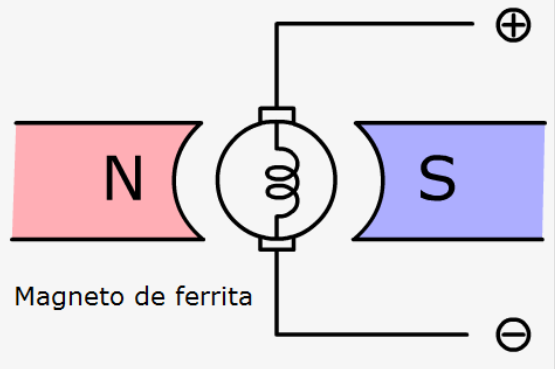 +
N S
Magneto de ferrita
−